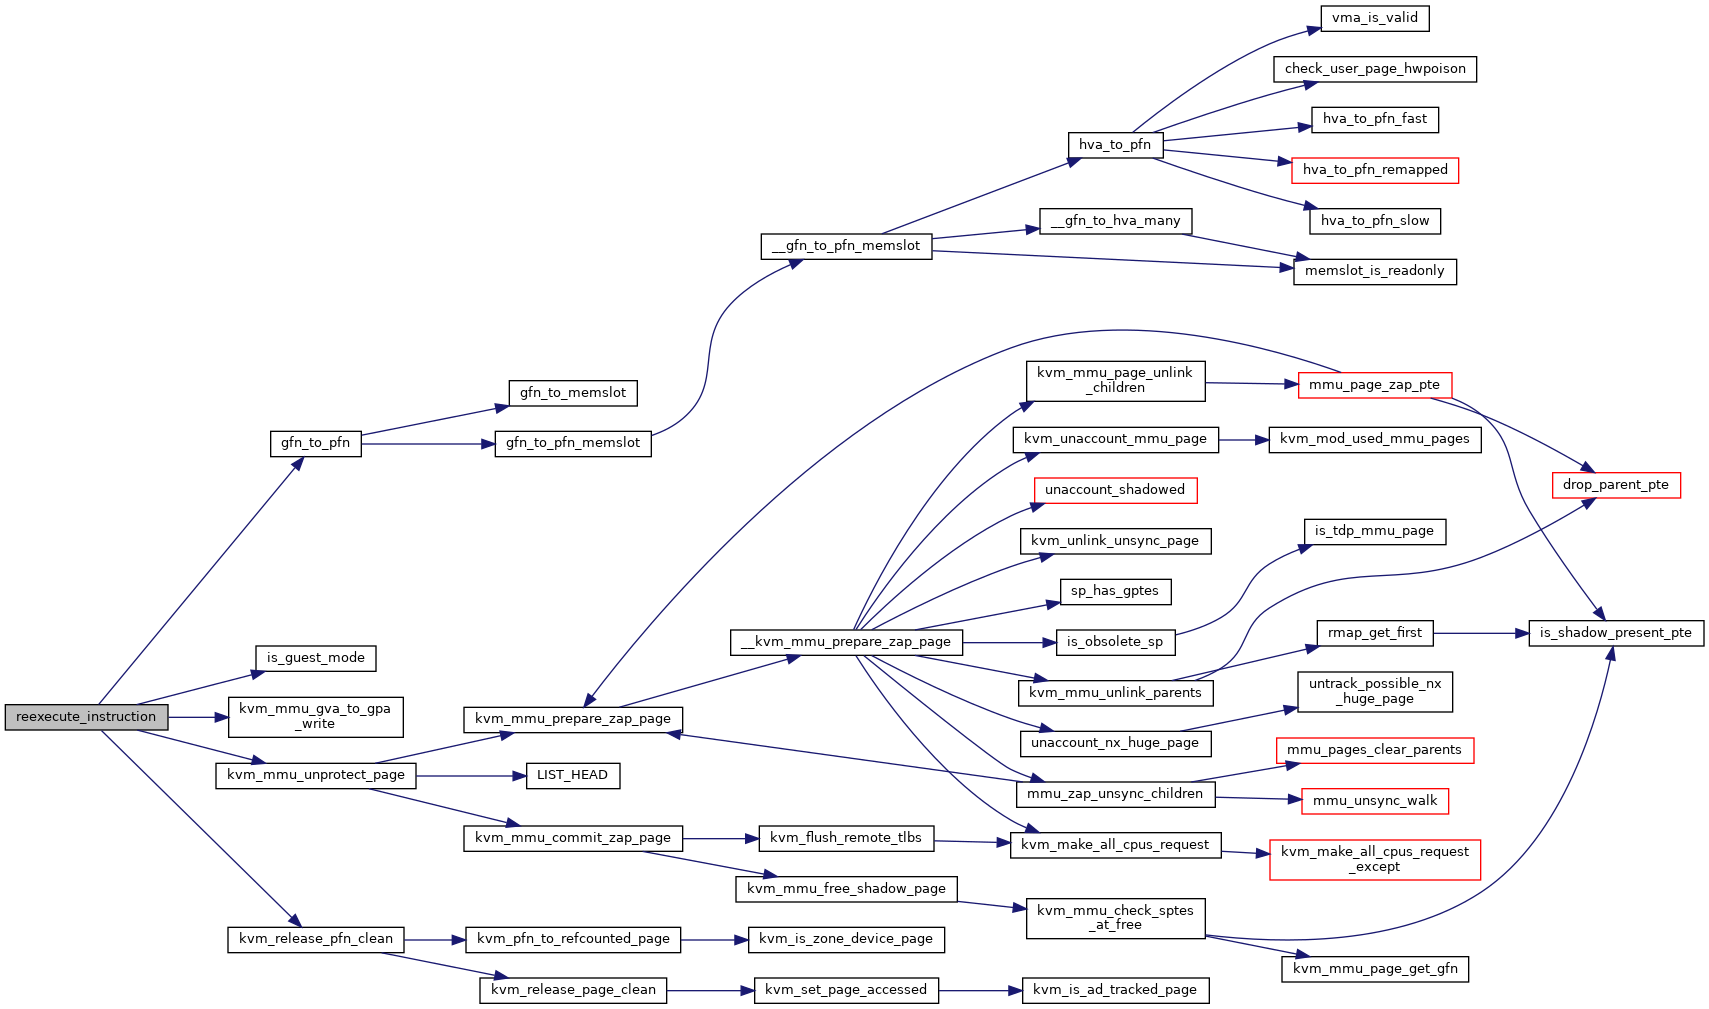 vma_is_valid
check_user_page_hwpoison
hva_to_pfn_fast
hva_to_pfn
hva_to_pfn_remapped
hva_to_pfn_slow
__gfn_to_hva_many
__gfn_to_pfn_memslot
memslot_is_readonly
kvm_mmu_page_unlink
_children
mmu_page_zap_pte
gfn_to_memslot
gfn_to_pfn
gfn_to_pfn_memslot
kvm_unaccount_mmu_page
kvm_mod_used_mmu_pages
unaccount_shadowed
drop_parent_pte
kvm_unlink_unsync_page
is_tdp_mmu_page
sp_has_gptes
__kvm_mmu_prepare_zap_page
is_obsolete_sp
rmap_get_first
is_shadow_present_pte
is_guest_mode
kvm_mmu_unlink_parents
untrack_possible_nx
_huge_page
reexecute_instruction
kvm_mmu_gva_to_gpa
_write
kvm_mmu_prepare_zap_page
unaccount_nx_huge_page
mmu_pages_clear_parents
kvm_mmu_unprotect_page
LIST_HEAD
mmu_zap_unsync_children
mmu_unsync_walk
kvm_mmu_commit_zap_page
kvm_flush_remote_tlbs
kvm_make_all_cpus_request
kvm_make_all_cpus_request
_except
kvm_mmu_free_shadow_page
kvm_mmu_check_sptes
_at_free
kvm_release_pfn_clean
kvm_pfn_to_refcounted_page
kvm_is_zone_device_page
kvm_mmu_page_get_gfn
kvm_release_page_clean
kvm_set_page_accessed
kvm_is_ad_tracked_page